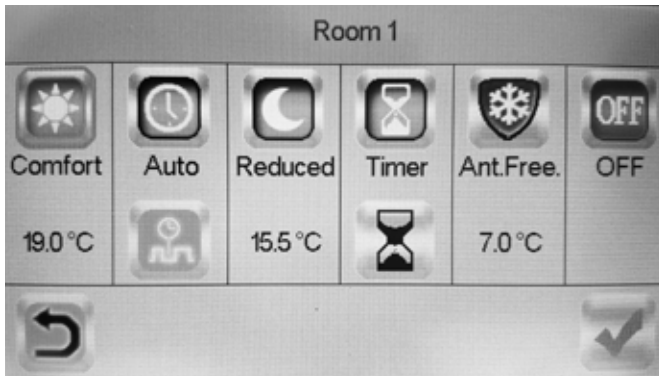 Room 1
OFF
Comfort Auto Reduced Timer Ant.Free. OFF
19.0 °C 15.5 °C 7.0 °C